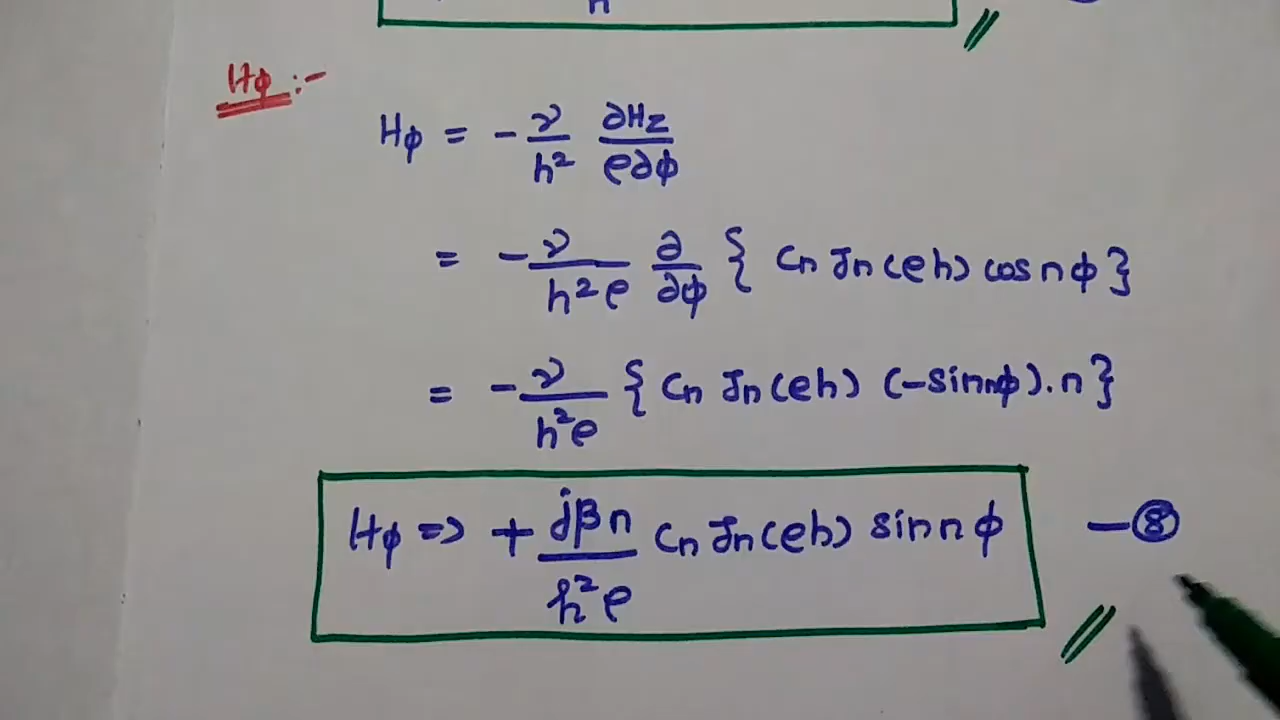 n
Hϕ :-
Hϕ = - ν/h² ∂Hz/ρ∂ϕ
= - ν/h²ρ ∂/∂ϕ { Cn Jn(ρh) cos nϕ}
= - ν/h²ρ { Cn Jn(ρh) (-sin nϕ).n}
Hϕ => + jβn/h²ρ Cn Jn(ρh) sin nϕ — ⑧